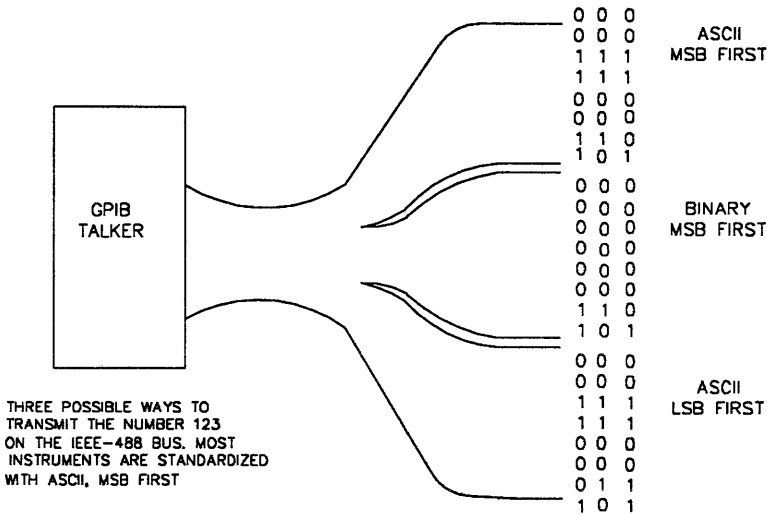 0 0 0
0 0 0
1 1 1
1 1 1
0 0 0
0 0 0
1 1 0
1 0 1
ASCII
MSB FIRST
GPIB
TALKER
0 0 0
0 0 0
0 0 0
0 0 0
0 0 0
0 0 0
1 1 0
1 0 1
BINARY
MSB FIRST
0 0 0
0 0 0
1 1 1
1 1 1
0 0 0
0 0 0
0 1 1
1 0 1
ASCII
LSB FIRST
THREE POSSIBLE WAYS TO
TRANSMIT THE NUMBER 123
ON THE IEEE-488 BUS. MOST
INSTRUMENTS ARE STANDARDIZED
WITH ASCII, MSB FIRST